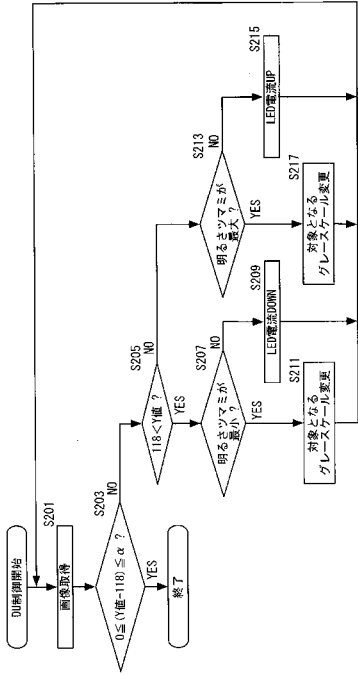 DU制御開始
S201
画像取得
S203
0≦(Y値-118)≦α ?
NO
YES
終了
S205
118<Y値 ?
NO
YES
S207
明るさツマミが
最小?
NO
YES
S209
LED電流DOWN
S211
対象となる
グレースケール変更
S213
明るさツマミが
最大?
NO
YES
S215
LED電流UP
S217
対象となる
グレースケール変更